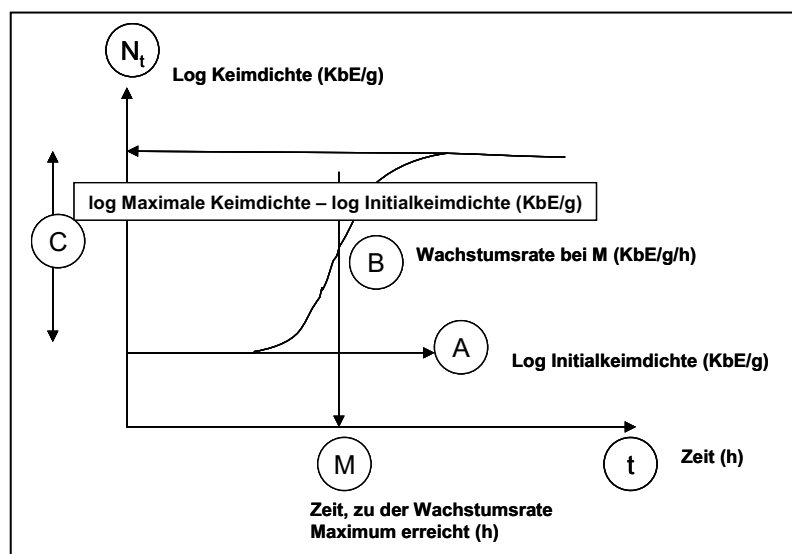 Nt
Log Keimdichte (KbE/g)
log Maximale Keimdichte – log Initialkeimdichte (KbE/g)
C
B
Wachstumsrate bei M (KbE/g/h)
A
Log Initialkeimdichte (KbE/g)
M
t
Zeit (h)
Zeit, zu der Wachstumsrate
Maximum erreicht (h)